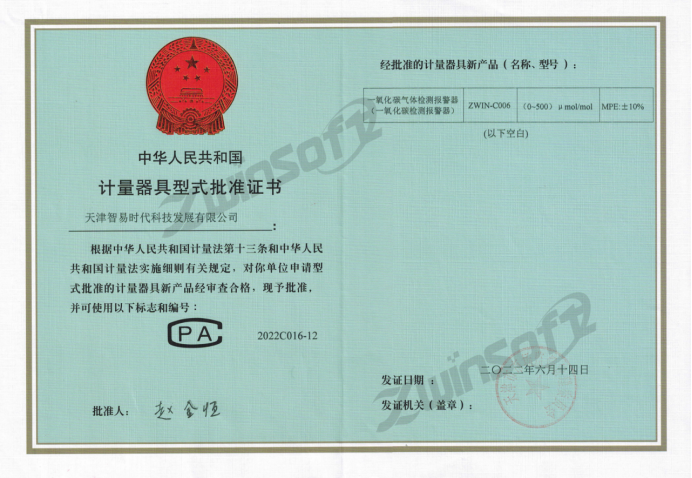 中华人民共和国
计量器具型式批准证书
天津智易时代科技发展有限公司
：
根据中华人民共和国计量法第十三条和中华人民
共和国计量法实施细则有关规定，对你单位申请型
式批准的计量器具新产品经审查合格，现予批准，
并可使用以下标志和编号：
PA
2022C016-12
批准人：
赵金恒
经批准的计量器具新产品（名称、型号）：
一氧化碳气体检测报警器
（一氧化碳检测报警器）
ZWIN-C006
（0~500）μmol/mol
MPE:±10%
（以下空白）
发证日期：
二〇二二年六月十四日
发证机关（盖章）：
ZwinSoft
ZwinSoft